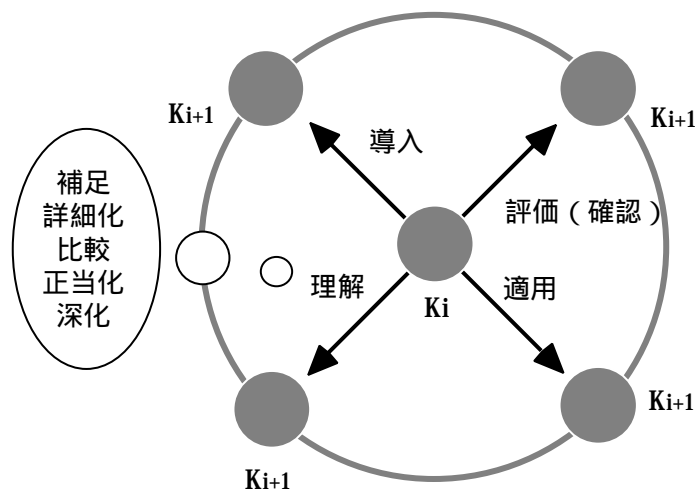 補足
詳細化
比較
正当化
深化
Ki+1
導入
Ki+1
評価（確認）
Ki
理解
適用
Ki+1
Ki+1